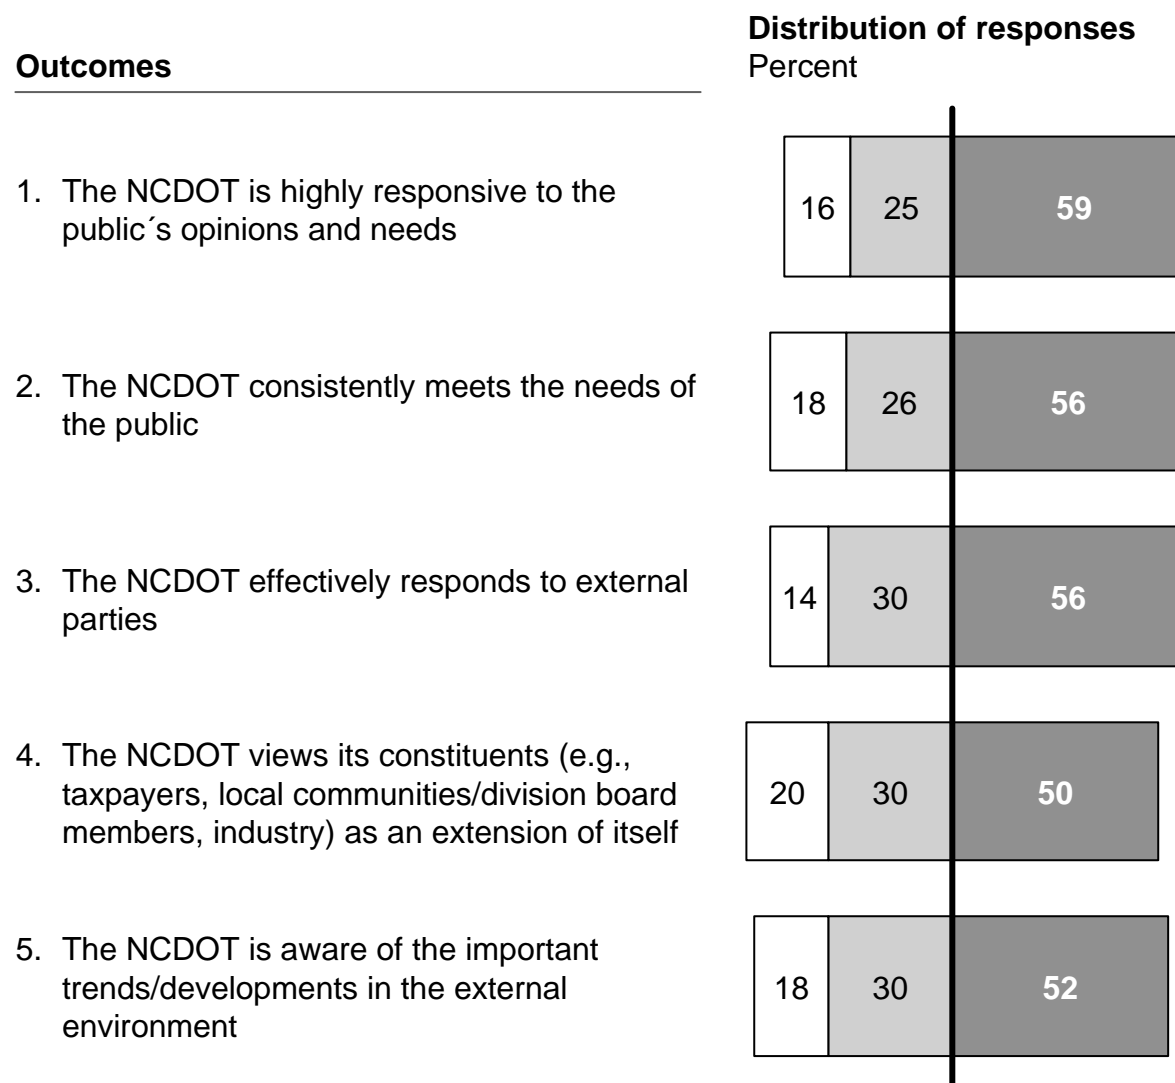 Distribution of responses
Outcomes
Percent
1. The NCDOT is highly responsive to the
public´s opinions and needs
16 25 59
2. The NCDOT consistently meets the needs of
the public
18 26 56
3. The NCDOT effectively responds to external
parties
14 30 56
4. The NCDOT views its constituents (e.g.,
taxpayers, local communities/division board
members, industry) as an extension of itself
20 30 50
5. The NCDOT is aware of the important
trends/developments in the external
environment
18 30 52